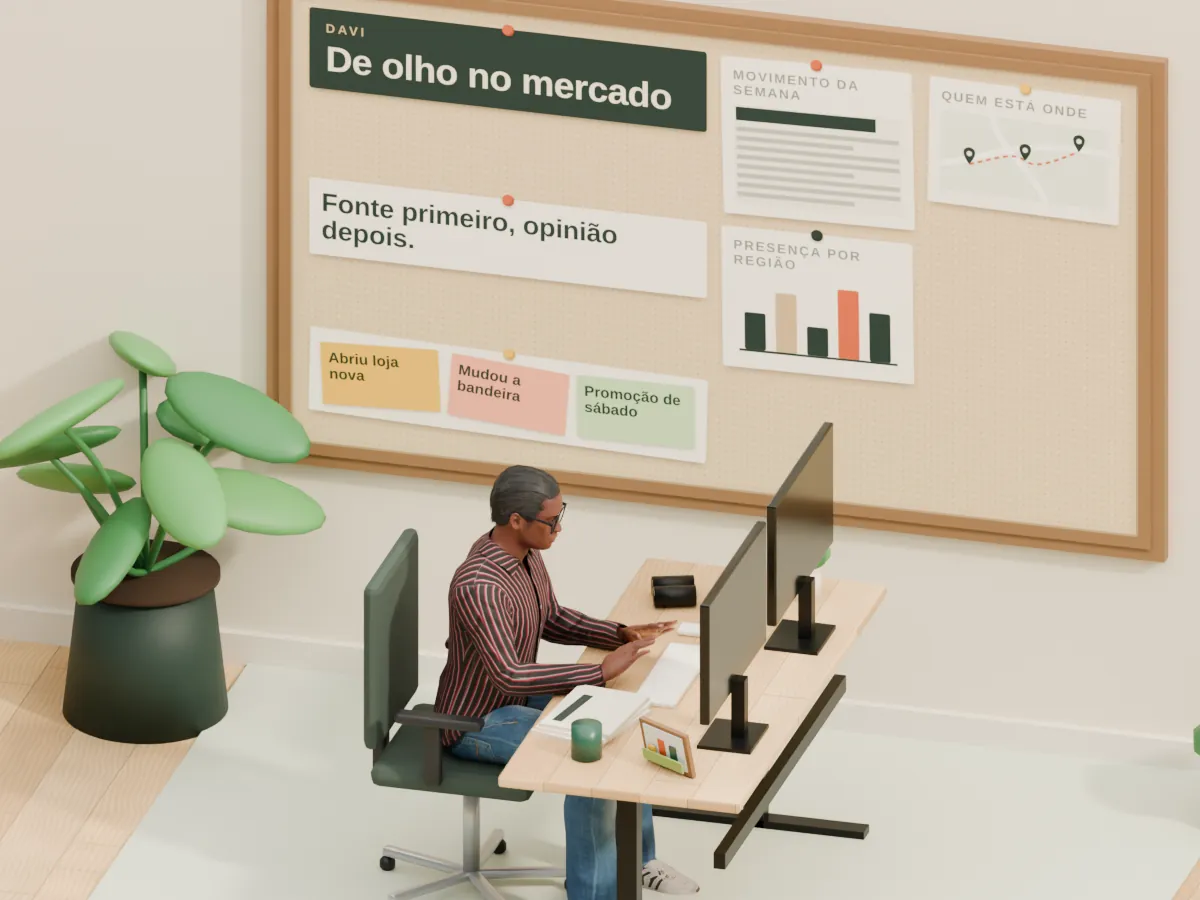 DAVI
De olho no mercado
MOVIMENTO DA
SEMANA
QUEM ESTÁ ONDE
Fonte primeiro, opinião
depois.
PRESENÇA POR
REGIÃO
Abriu loja
nova
Mudou a
bandeira
Promoção de
sábado